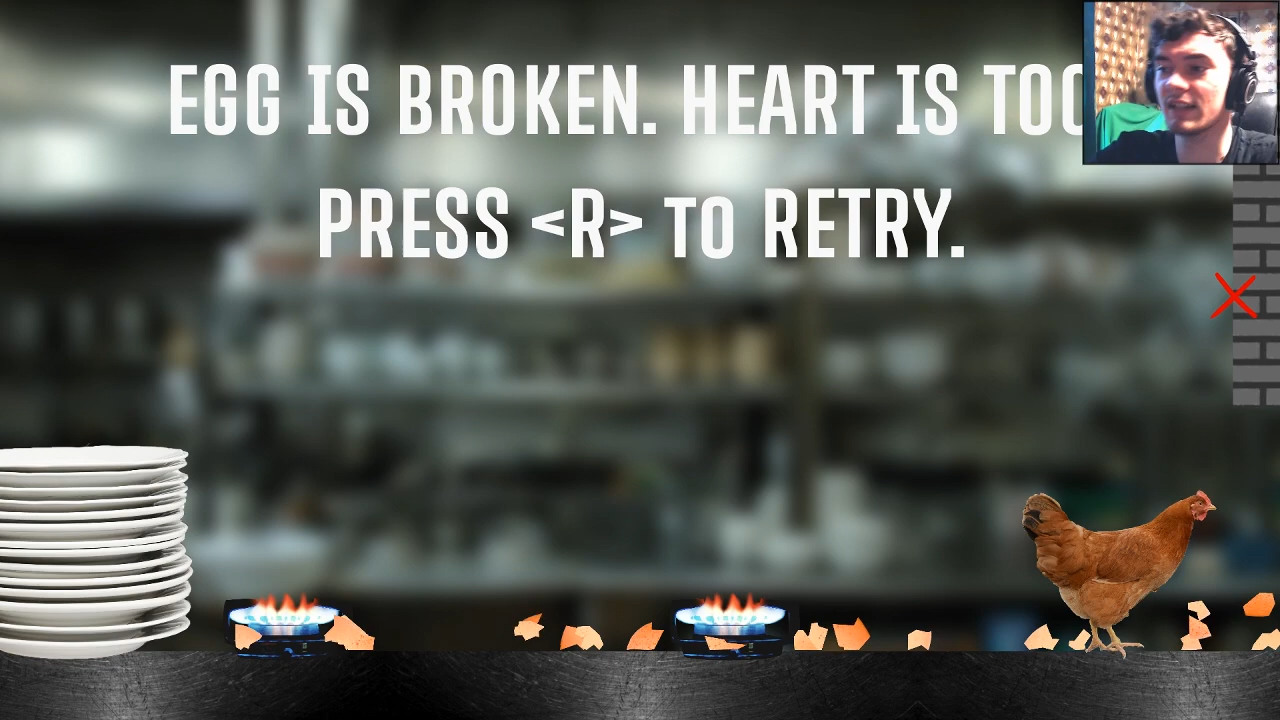 EGG IS BROKEN. HEART IS TOO
PRESS <R> TO RETRY.